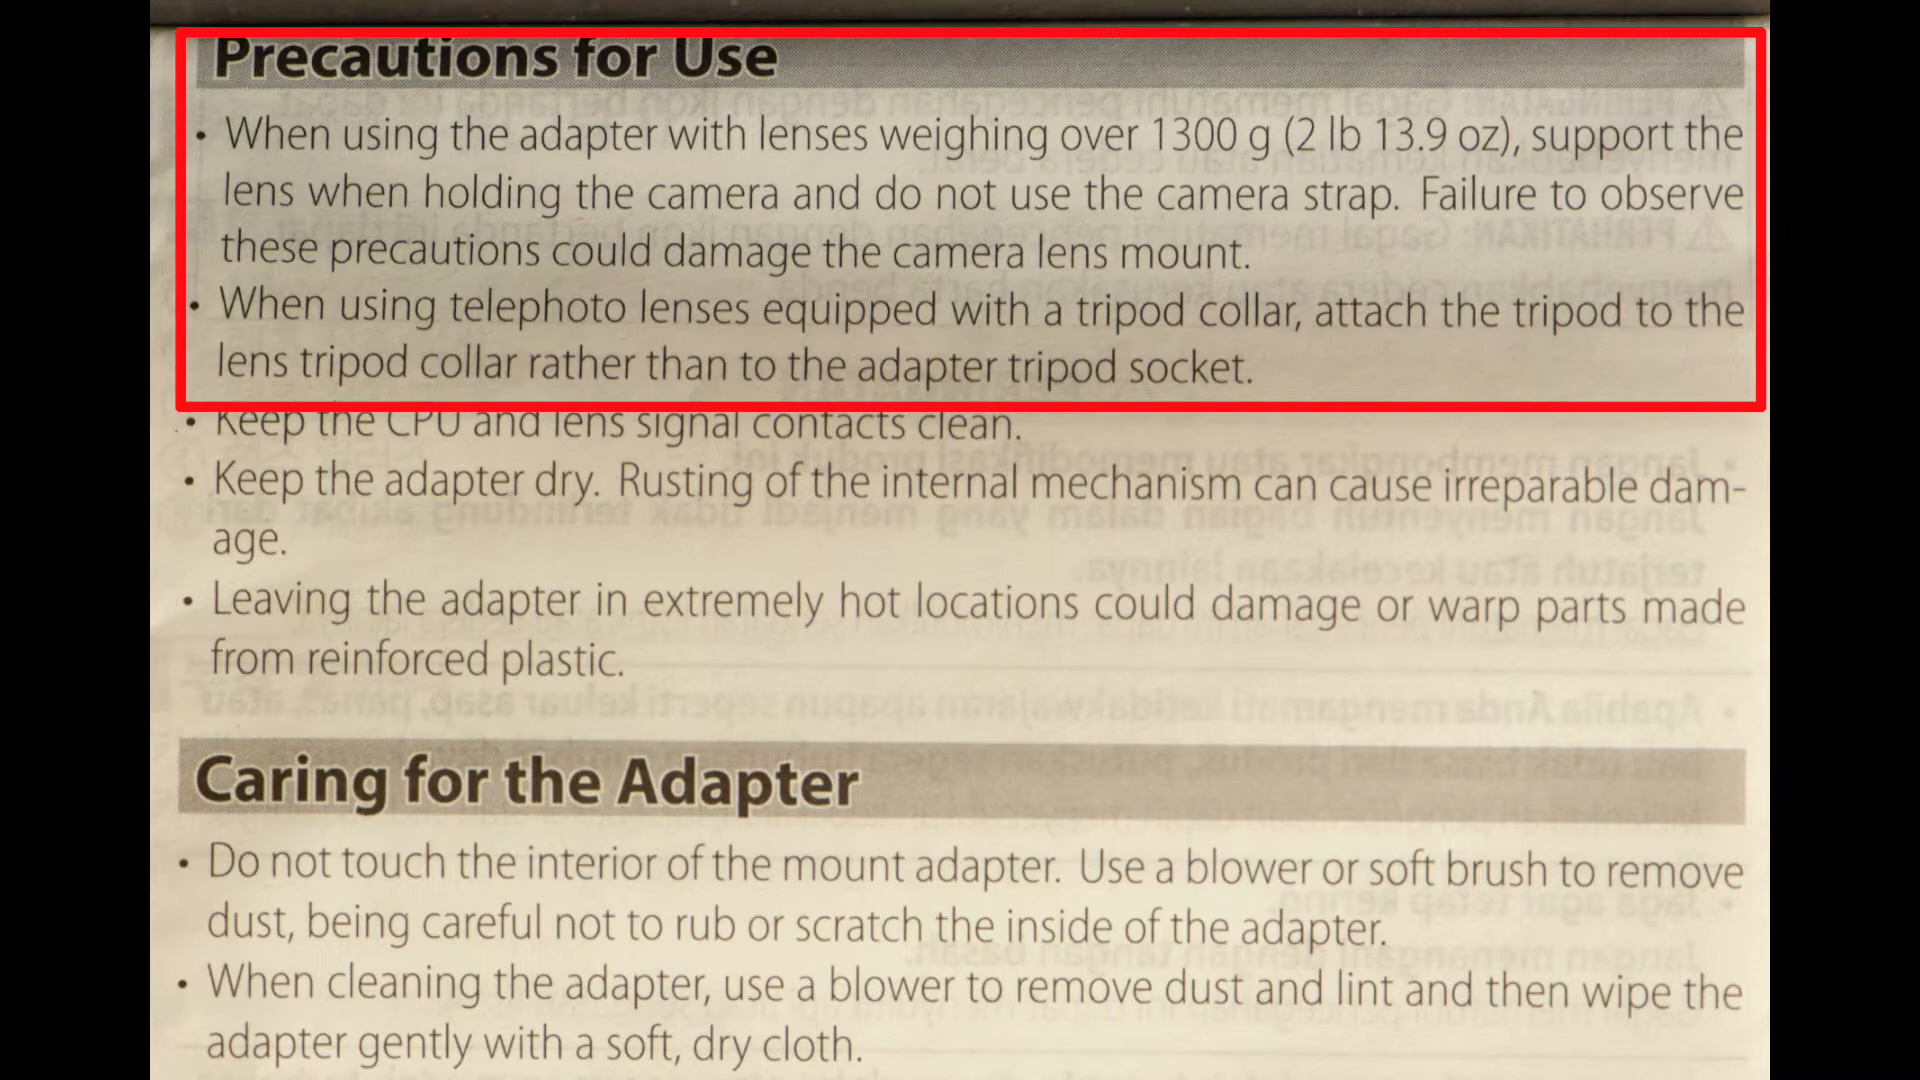 Precautions for Use
• When using the adapter with lenses weighing over 1300 g (2 lb 13.9 oz), support the
lens when holding the camera and do not use the camera strap. Failure to observe
these precautions could damage the camera lens mount.
• When using telephoto lenses equipped with a tripod collar, attach the tripod to the
lens tripod collar rather than to the adapter tripod socket.
• Keep the CPU and lens signal contacts clean.
• Keep the adapter dry. Rusting of the internal mechanism can cause irreparable dam-
age.
• Leaving the adapter in extremely hot locations could damage or warp parts made
from reinforced plastic.
Caring for the Adapter
• Do not touch the interior of the mount adapter. Use a blower or soft brush to remove
dust, being careful not to rub or scratch the inside of the adapter.
• When cleaning the adapter, use a blower to remove dust and lint and then wipe the
adapter gently with a soft, dry cloth.